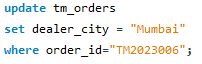 update tm_orders
set dealer_city = "Mumbai"
where order_id="TM2023006";